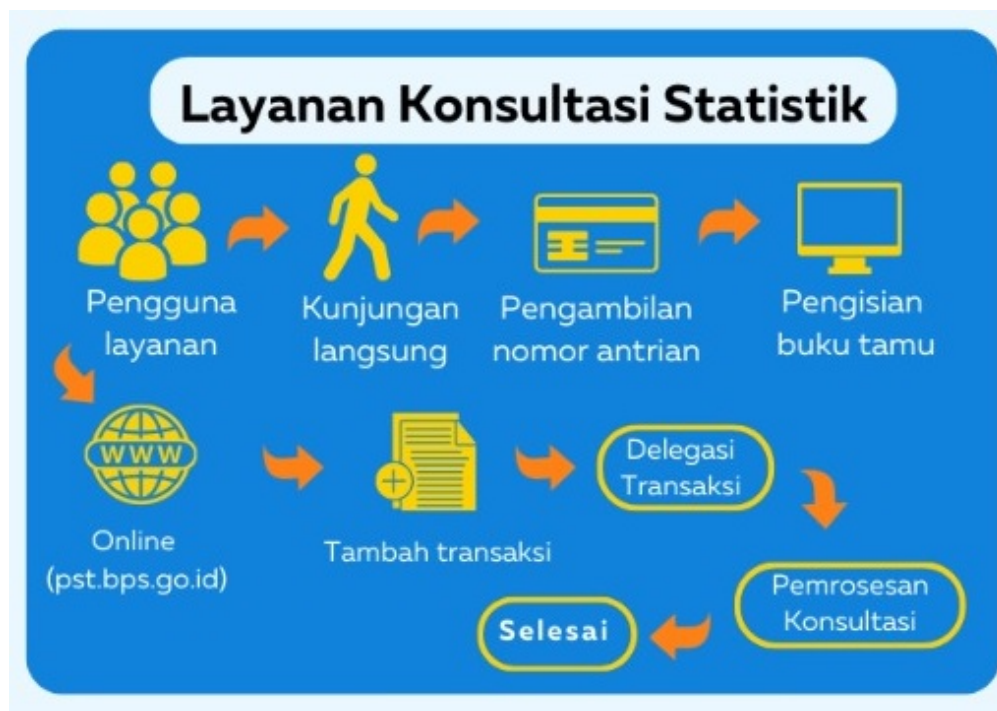 Layanan Konsultasi Statistik
Pengguna
layanan
Kunjungan
langsung
Pengambilan
nomor antrian
Pengisian
buku tamu
WWW
Online
(pst.bps.go.id)
Tambah transaksi
Delegasi
Transaksi
Pemrosesan
Konsultasi
Selesai